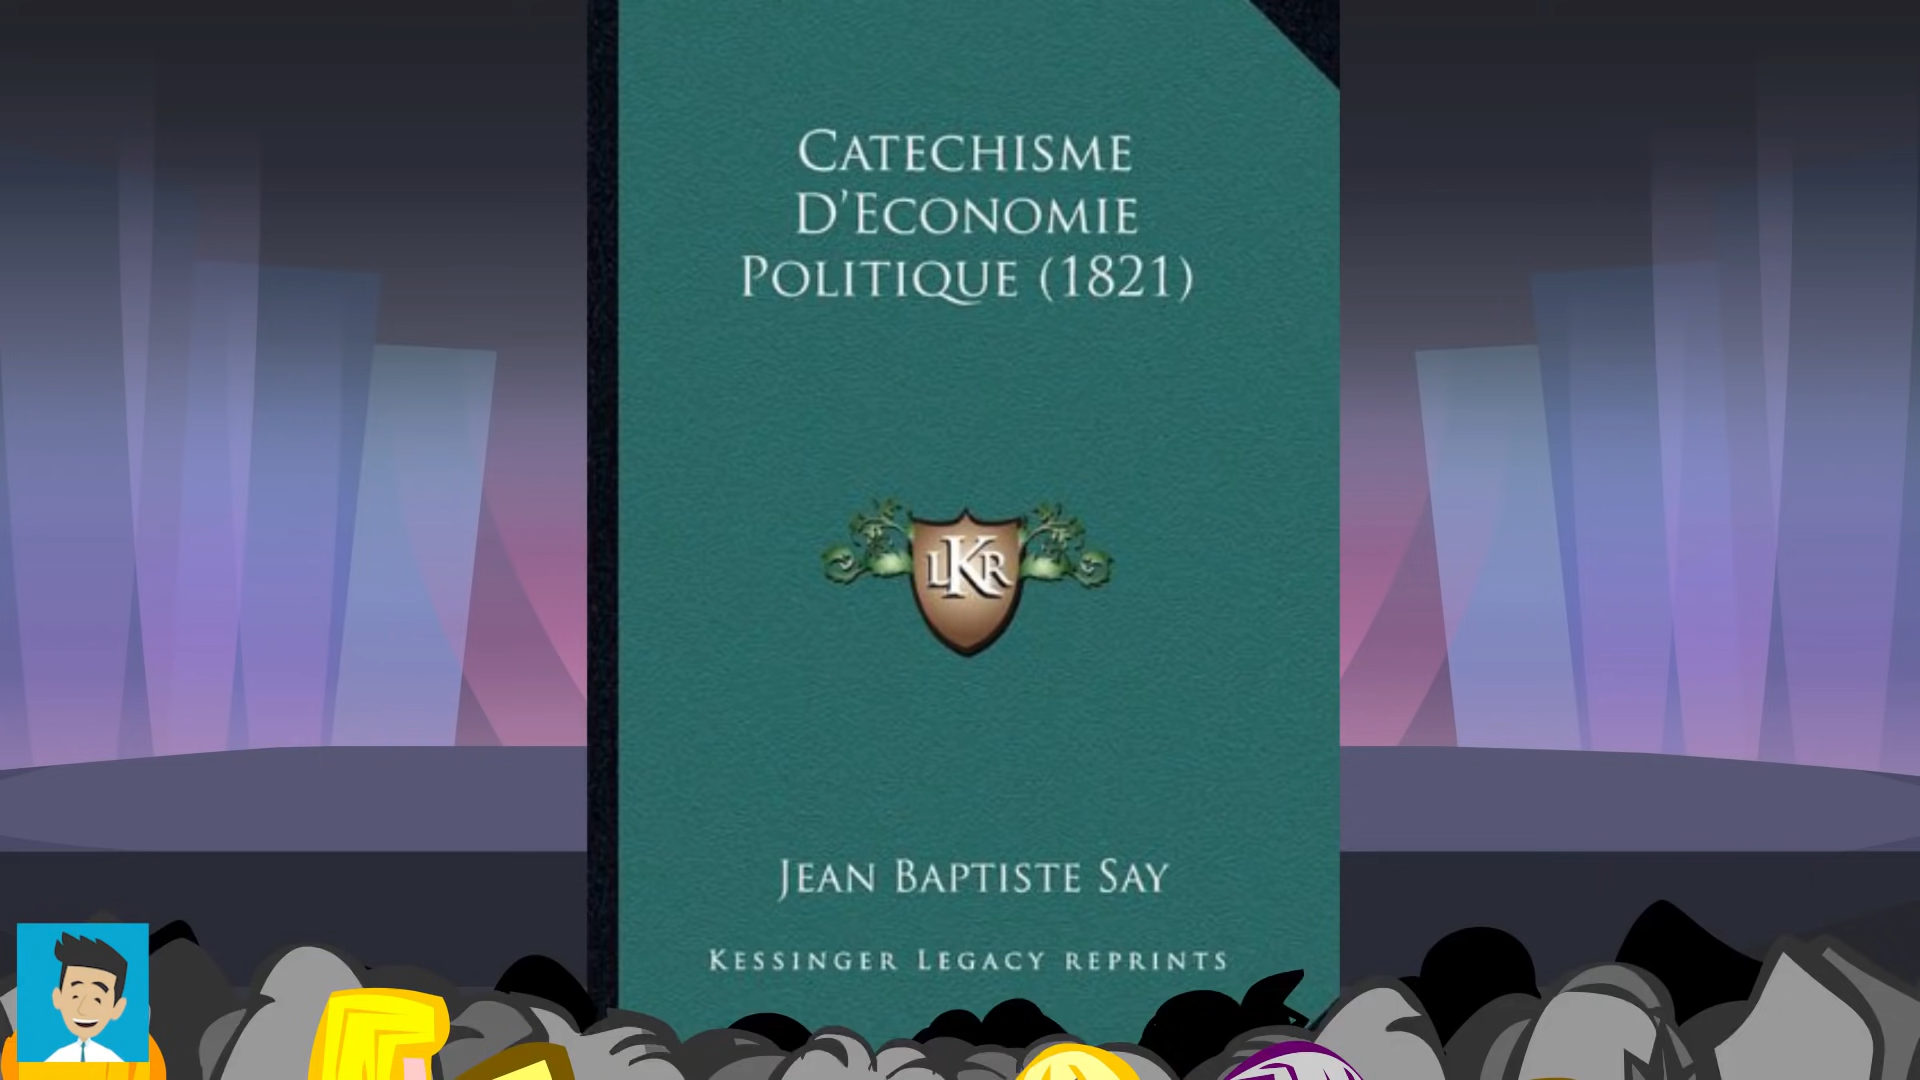 CATECHISME
D'ECONOMIE
POLITIQUE (1821)
LKR
JEAN BAPTISTE SAY
KESSINGER LEGACY REPRINTS